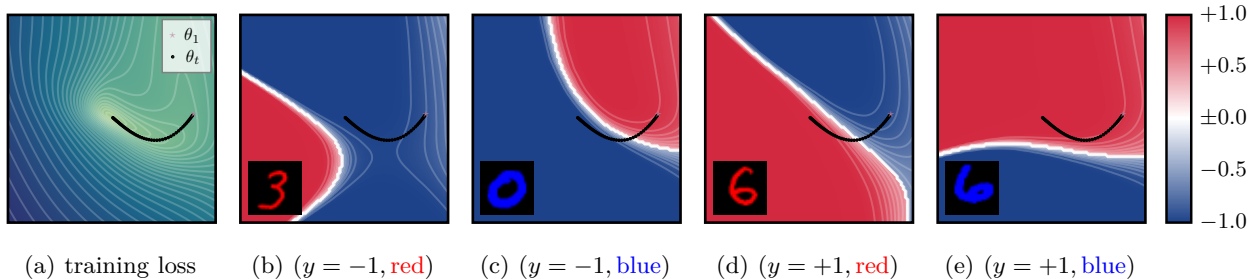 θ₁
θₜ
3
0
6
6
+1.0
+0.5
±0.0
−0.5
−1.0
(a) training loss
(b) (y = −1, red)
(c) (y = −1, blue)
(d) (y = +1, red)
(e) (y = +1, blue)